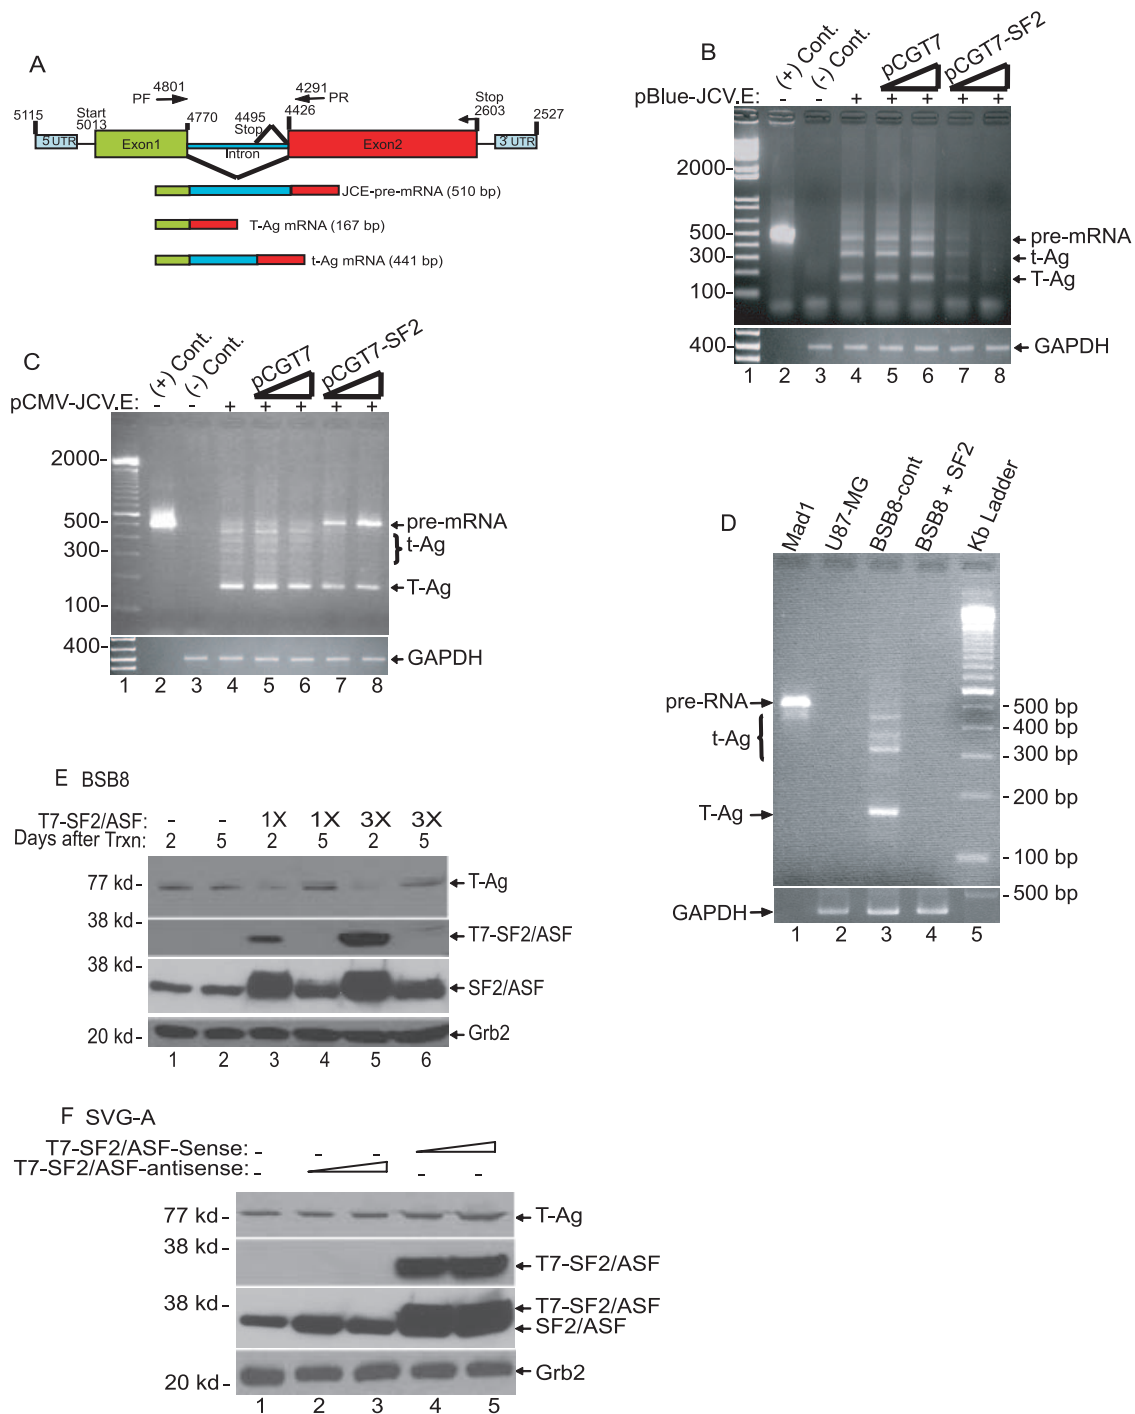 A
4801
PF
4291
PR
Start
5013
5115
4770
4495
Stop
4426
Stop
2603
2527
5' UTR
Exon1
Intron
Exon2
3' UTR
JCE-pre-mRNA (510 bp)
T-Ag mRNA (167 bp)
t-Ag mRNA (441 bp)
B
(+) Cont.
(-) Cont.
pCGT7
pCGT7-SF2
pBlue-JCV.E: - - + + + + +
2000-
500-
300-
100-
pre-mRNA
t-Ag
T-Ag
400-
GAPDH
1 2 3 4 5 6 7 8
C
(+) Cont.
(-) Cont.
pCGT7
pCGT7-SF2
pCMV-JCV.E: - - + + + + +
2000-
500-
300-
100-
pre-mRNA
t-Ag
T-Ag
400-
GAPDH
1 2 3 4 5 6 7 8
D
Mad1
U87-MG
BSB8-cont
BSB8 + SF2
Kb Ladder
pre-RNA
t-Ag
T-Ag
- 500 bp
- 400 bp
- 300 bp
- 200 bp
- 100 bp
- 500 bp
GAPDH
1 2 3 4 5
E BSB8
T7-SF2/ASF: - - 1X 1X 3X 3X
Days after Trxn: 2 5 2 5 2 5
77 kd -
T-Ag
38 kd -
T7-SF2/ASF
38 kd -
SF2/ASF
20 kd -
Grb2
1 2 3 4 5 6
F SVG-A
T7-SF2/ASF-Sense: - - -
T7-SF2/ASF-antisense: - - -
77 kd -
T-Ag
38 kd -
T7-SF2/ASF
38 kd -
T7-SF2/ASF
SF2/ASF
20 kd -
Grb2
1 2 3 4 5